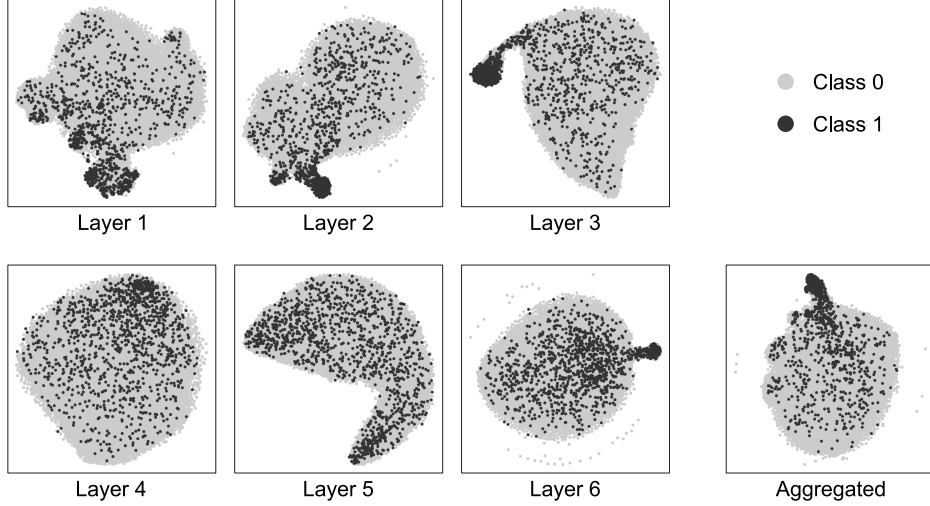 Class 0
Class 1
Layer 1
Layer 2
Layer 3
Layer 4
Layer 5
Layer 6
Aggregated